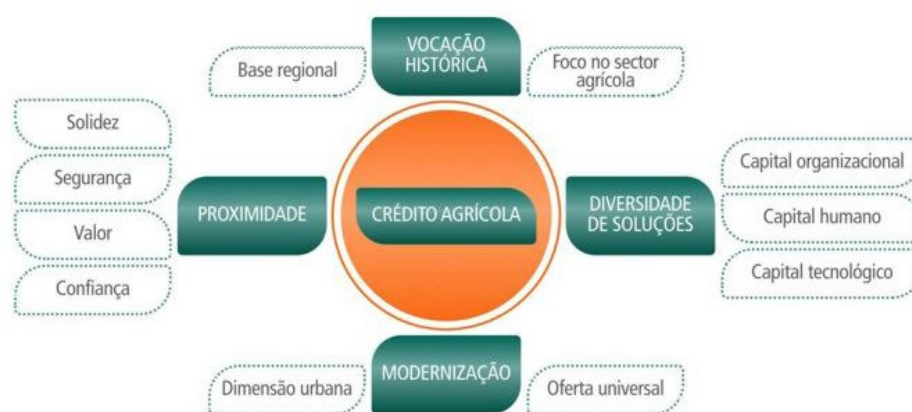 VOCAÇÃO
HISTÓRICA
Base regional
Foco no sector
agrícola
Solidez
Segurança
Valor
Confiança
PROXIMIDADE
CRÉDITO AGRÍCOLA
DIVERSIDADE
DE SOLUÇÕES
Capital organizacional
Capital humano
Capital tecnológico
MODERNIZAÇÃO
Dimensão urbana
Oferta universal